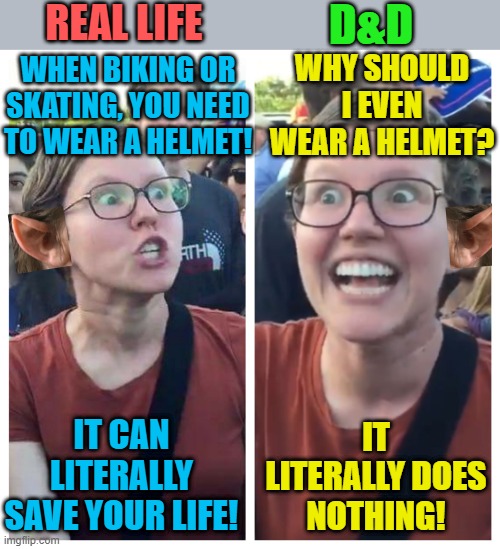 REAL LIFE
WHEN BIKING OR
SKATING, YOU NEED
TO WEAR A HELMET!
IT CAN
LITERALLY
SAVE YOUR LIFE!
D&D
WHY SHOULD
I EVEN
WEAR A HELMET?
IT
LITERALLY DOES
NOTHING!
RTH
imgflip.com